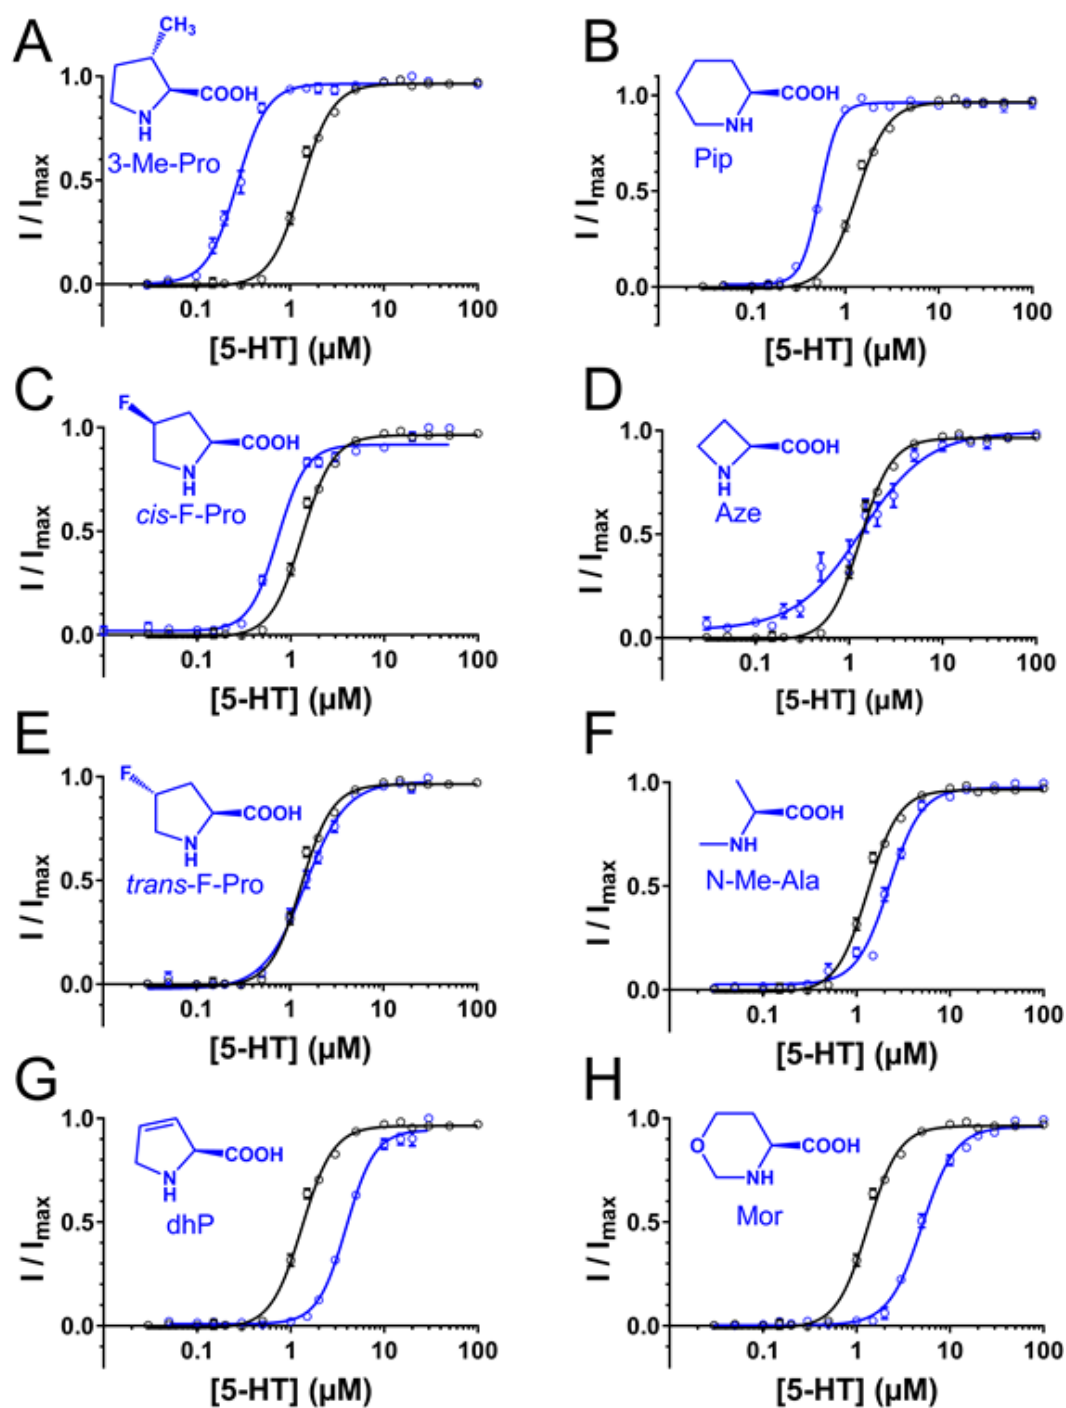 A
CH3
COOH
N
H
3-Me-Pro
I / Imax
1.0
0.5
0.0
0.1 1 10 100
[5-HT] (µM)
B
COOH
NH
Pip
I / Imax
1.0
0.5
0.0
0.1 1 10 100
[5-HT] (µM)
C
F
COOH
N
H
cis-F-Pro
I / Imax
1.0
0.5
0.0
0.1 1 10 100
[5-HT] (µM)
D
COOH
N
H
Aze
I / Imax
1.0
0.5
0.0
0.1 1 10 100
[5-HT] (µM)
E
F
COOH
N
H
trans-F-Pro
I / Imax
1.0
0.5
0.0
0.1 1 10 100
[5-HT] (µM)
F
COOH
NH
N-Me-Ala
I / Imax
1.0
0.5
0.0
0.1 1 10 100
[5-HT] (µM)
G
COOH
N
H
dhP
I / Imax
1.0
0.5
0.0
0.1 1 10 100
[5-HT] (µM)
H
O
COOH
NH
Mor
I / Imax
1.0
0.5
0.0
0.1 1 10 100
[5-HT] (µM)